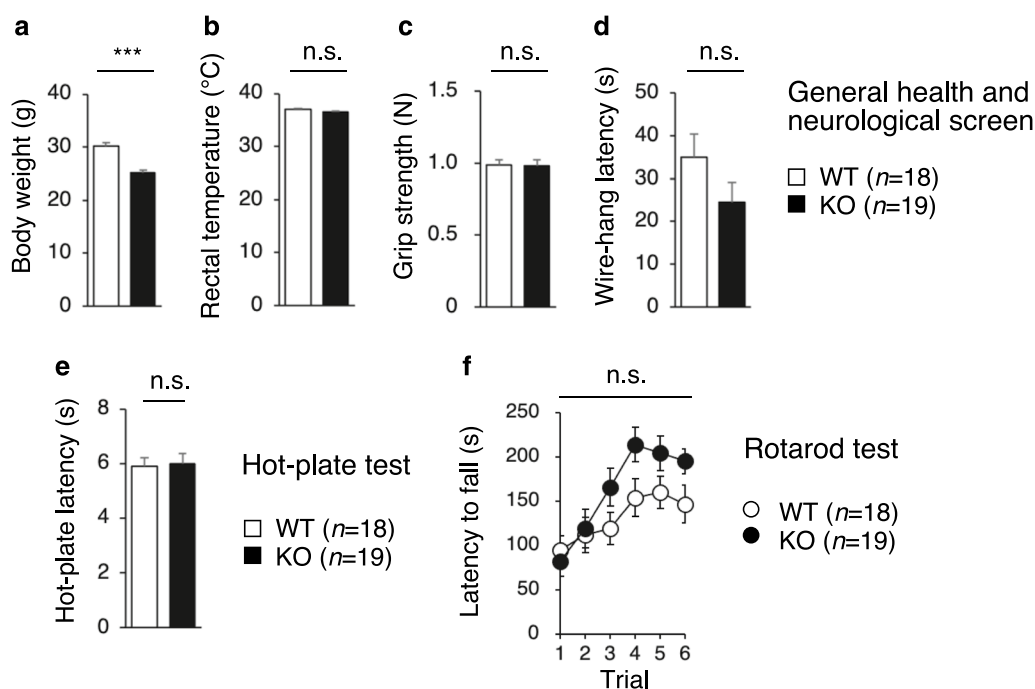 a
***
Body weight (g)
40
30
20
10
0
b
n.s.
Rectal temperature (°C)
40
30
20
10
0
c
n.s.
Grip strength (N)
1.5
1.0
0.5
0
d
n.s.
Wire-hang latency (s)
50
40
30
20
10
0
General health and
neurological screen
WT (n=18)
KO (n=19)
e
n.s.
Hot-plate latency (s)
8
6
4
2
0
Hot-plate test
WT (n=18)
KO (n=19)
f
n.s.
Latency to fall (s)
250
200
150
100
50
0
1 2 3 4 5 6
Trial
Rotarod test
WT (n=18)
KO (n=19)